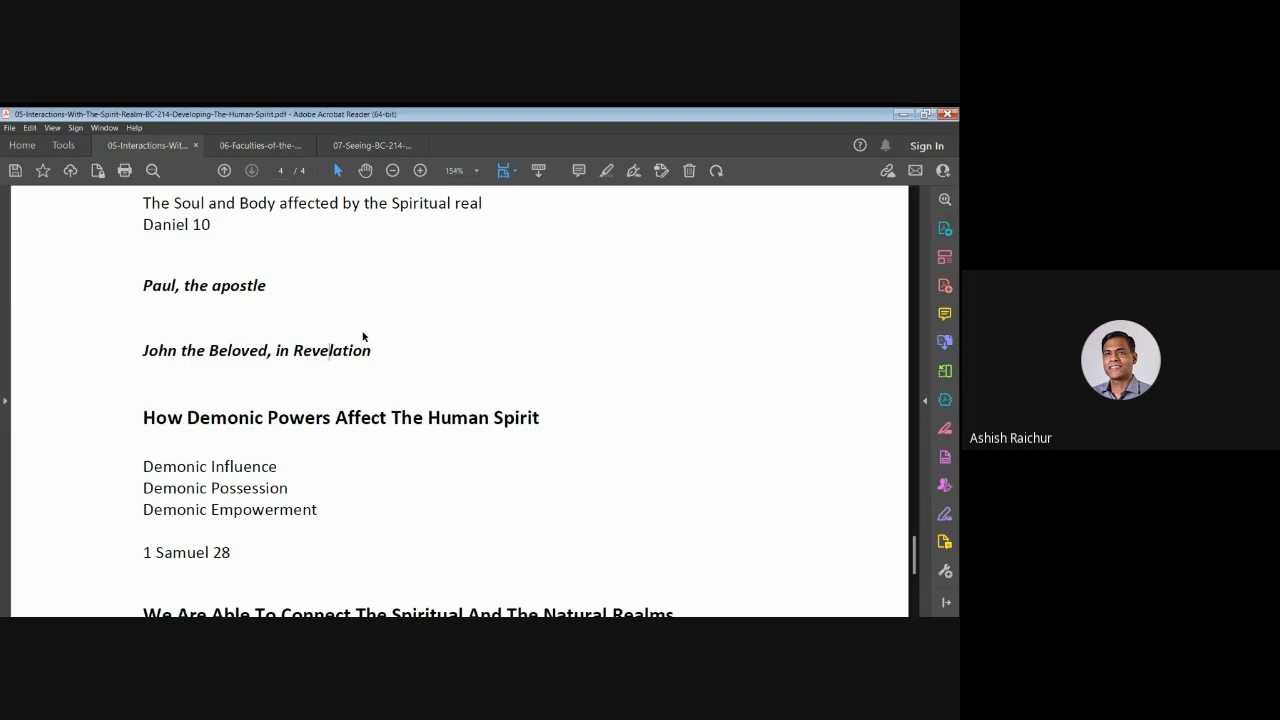 05-Interactions-With-The-Spirit-Realm-BC-214-Developing-The-Human-Spirit.pdf - Adobe Acrobat Reader (64-bit)
File Edit View Sign Window Help
Home Tools 05-Interactions-Wit... × 06-Faculties-of-the-... 07-Seeing-BC-214-... Sign In
4 / 4 154%
The Soul and Body affected by the Spiritual real
Daniel 10
Paul, the apostle
John the Beloved, in Revelation
How Demonic Powers Affect The Human Spirit
Demonic Influence
Demonic Possession
Demonic Empowerment
1 Samuel 28
We Are Able To Connect The Spiritual And The Natural Realms
Ashish Raichur